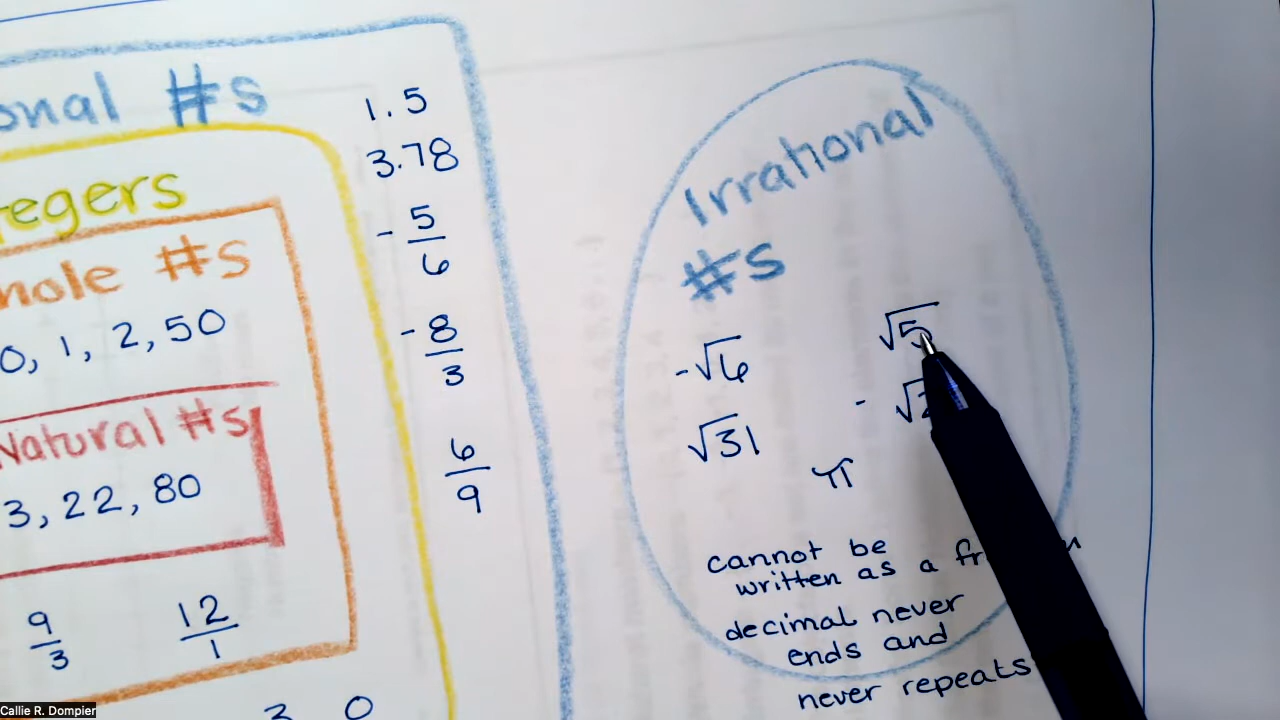 onal #s
1.5
3.78
- 5/6
- 8/3
6/9
tegers
hole #s
0, 1, 2, 50
Natural #s
3, 22, 80
9/3
12/1
0
Irrational
#s
-√6
√5
√31
-
π
cannot be
written as a
decimal never
ends and
never repeats
Callie R. Dompier